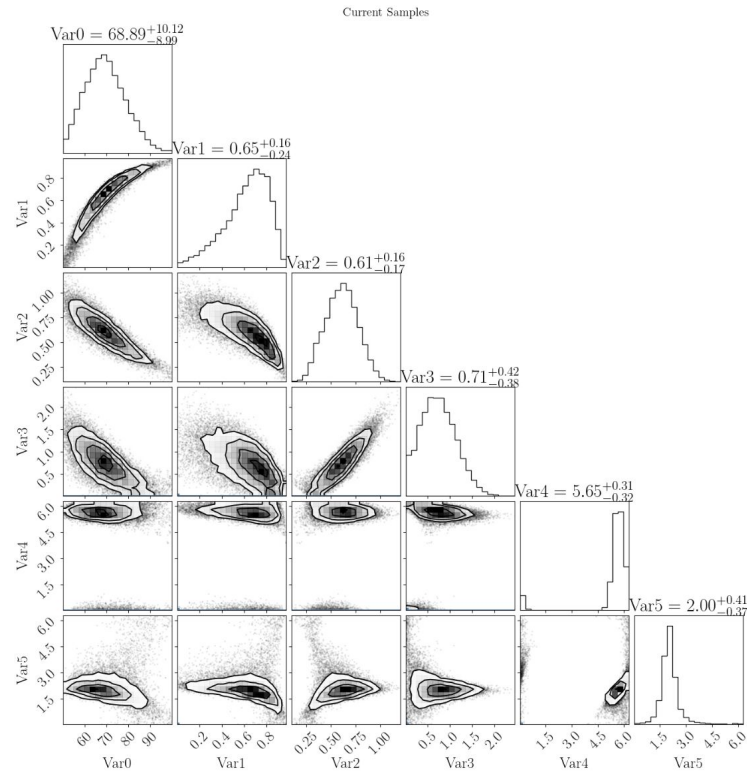 Current Samples
Var0 = 68.89 +10.12 −8.99
Var1 = 0.65 +0.16 −0.24
0.8
0.6
0.4
0.2
Var1
Var2 = 0.61 +0.16 −0.17
1.00
0.75
0.50
0.25
Var2
Var3 = 0.71 +0.42 −0.38
2.0
1.5
1.0
0.5
Var3
Var4 = 5.65 +0.31 −0.32
6.0
4.5
3.0
1.5
Var4
Var5 = 2.00 +0.41 −0.37
6.0
4.5
3.0
1.5
Var5
60 70 80 90
0.2 0.4 0.6 0.8
0.25 0.50 0.75 1.00
0.5 1.0 1.5 2.0
1.5 3.0 4.5 6.0
1.5 3.0 4.5 6.0
Var0 Var1 Var2 Var3 Var4 Var5